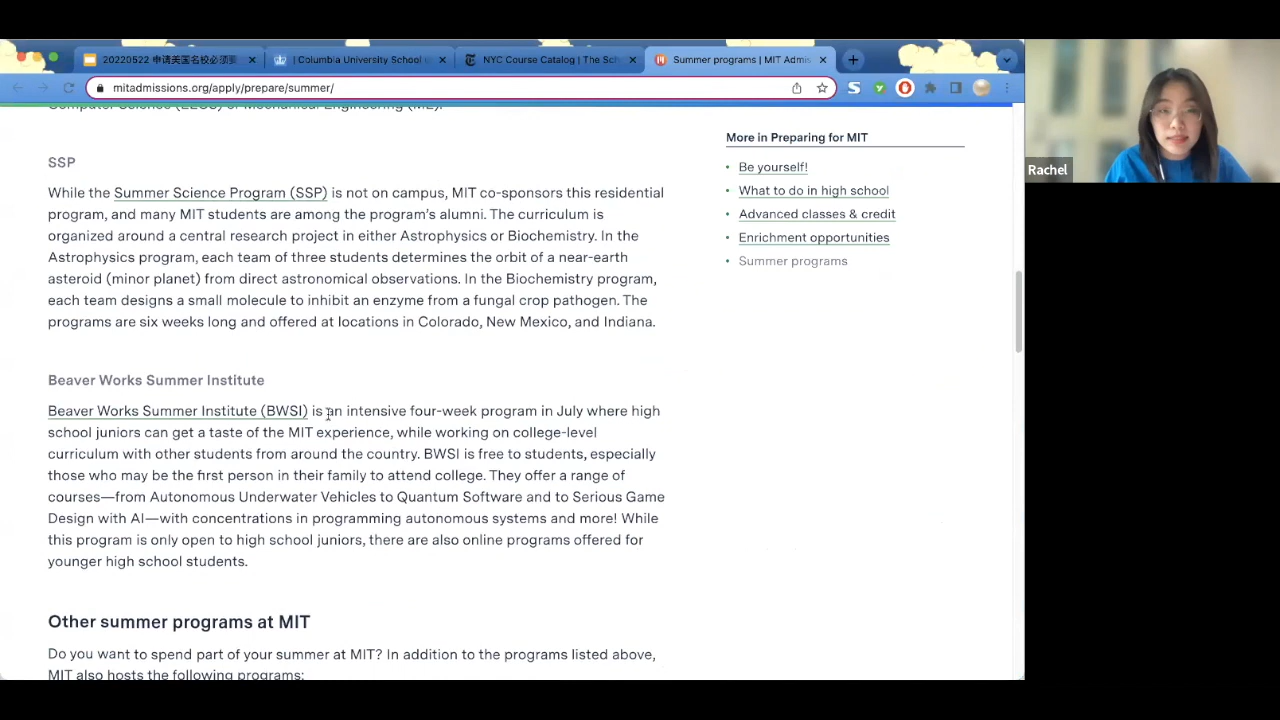 20220522 申请美国名校必须要
| Columbia University School o
NYC Course Catalog | The Sch
Summer programs | MIT Admis
mitadmissions.org/apply/prepare/summer/
Computer Science (EECS) or Mechanical Engineering (ME).
SSP
While the Summer Science Program (SSP) is not on campus, MIT co-sponsors this residential
program, and many MIT students are among the program's alumni. The curriculum is
organized around a central research project in either Astrophysics or Biochemistry. In the
Astrophysics program, each team of three students determines the orbit of a near-earth
asteroid (minor planet) from direct astronomical observations. In the Biochemistry program,
each team designs a small molecule to inhibit an enzyme from a fungal crop pathogen. The
programs are six weeks long and offered at locations in Colorado, New Mexico, and Indiana.
Beaver Works Summer Institute
Beaver Works Summer Institute (BWSI) is an intensive four-week program in July where high
school juniors can get a taste of the MIT experience, while working on college-level
curriculum with other students from around the country. BWSI is free to students, especially
those who may be the first person in their family to attend college. They offer a range of
courses—from Autonomous Underwater Vehicles to Quantum Software and to Serious Game
Design with AI—with concentrations in programming autonomous systems and more! While
this program is only open to high school juniors, there are also online programs offered for
younger high school students.
Other summer programs at MIT
Do you want to spend part of your summer at MIT? In addition to the programs listed above,
MIT also hosts the following programs:
More in Preparing for MIT
Be yourself!
What to do in high school
Advanced classes & credit
Enrichment opportunities
Summer programs
Rachel